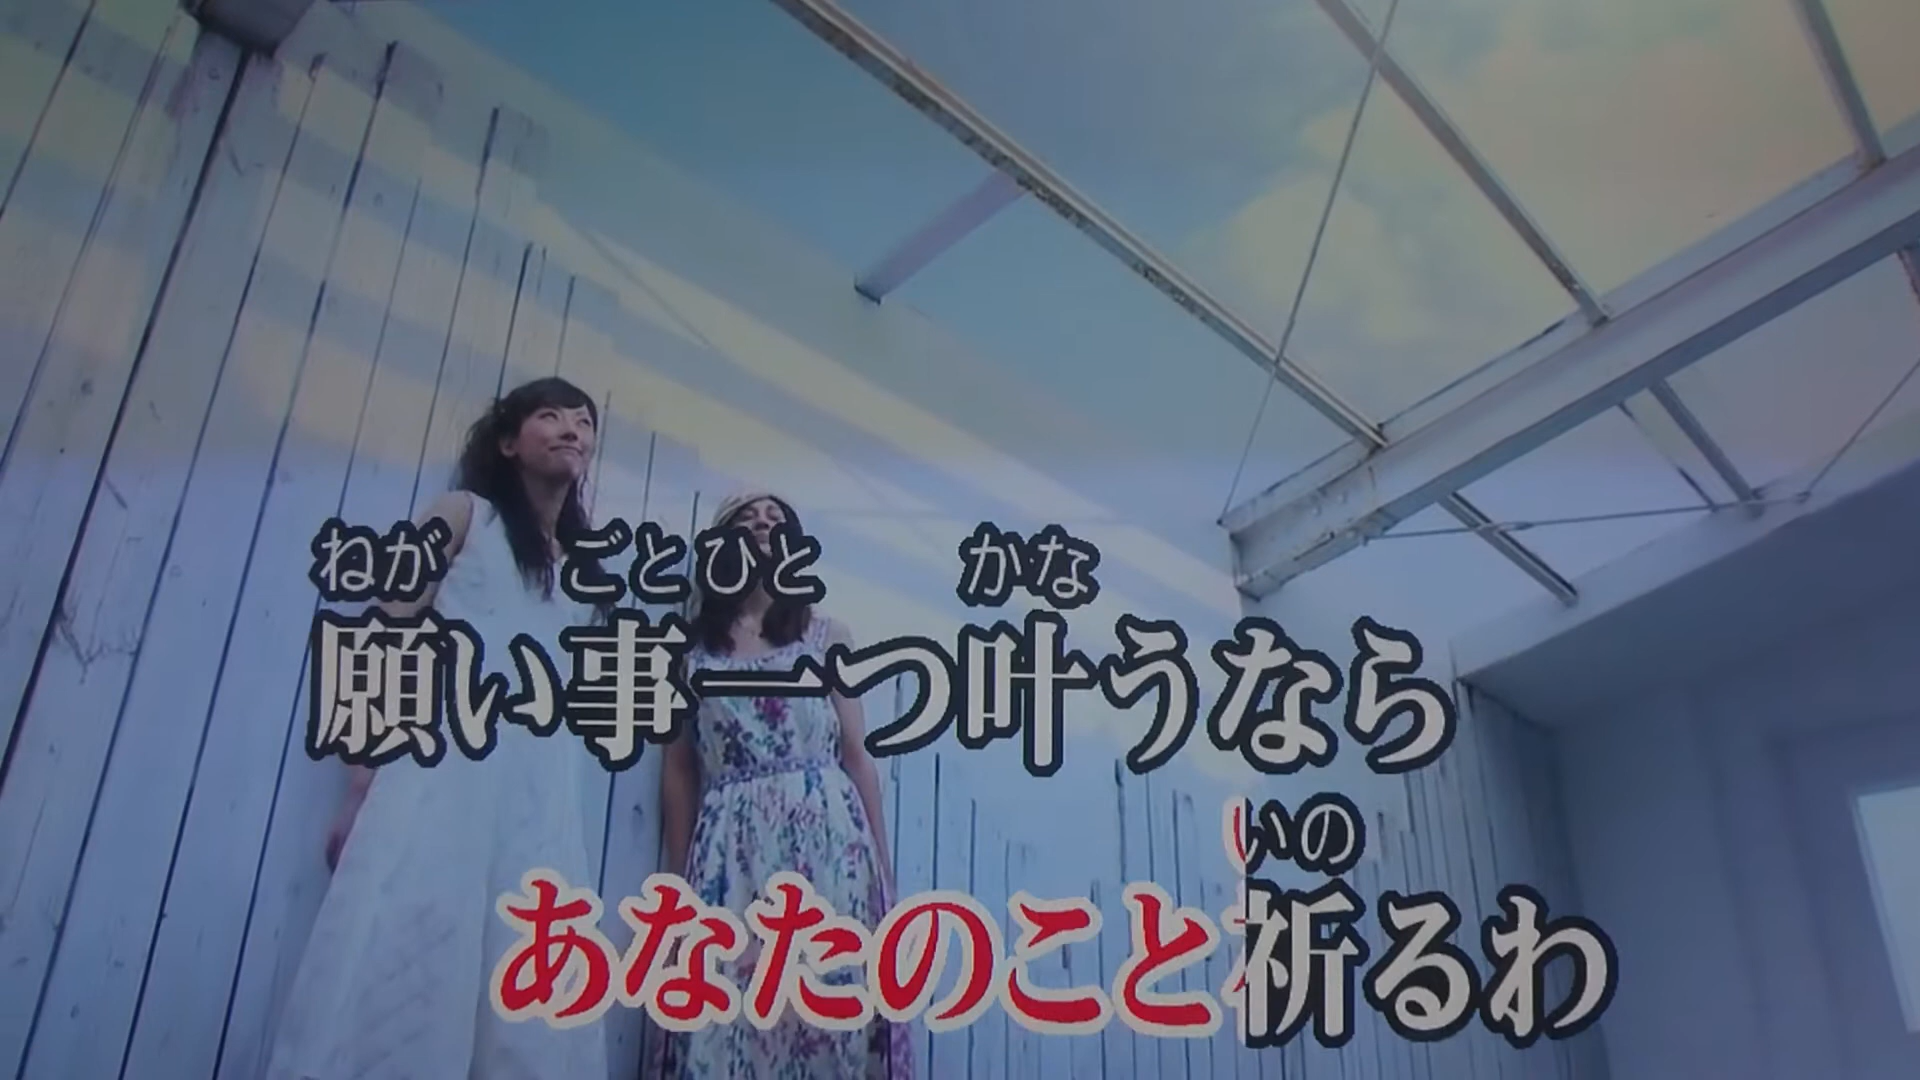 ねが ごと ひと かな
願い事一つ叶うなら
いの
あなたのこと祈るわ